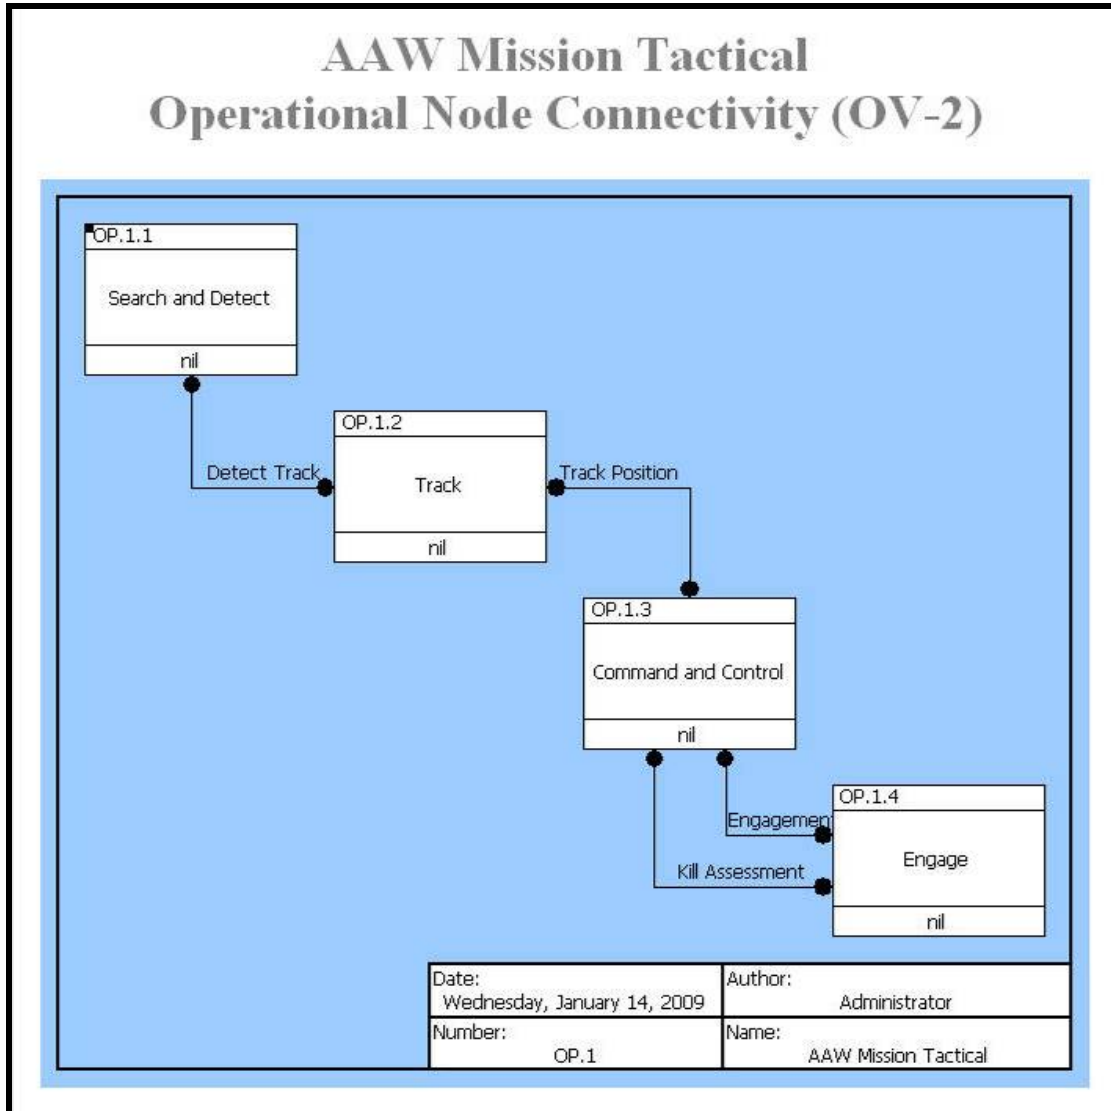 AAW Mission Tactical
Operational Node Connectivity (OV-2)
OP.1.1
Search and Detect
nil
Detect Track
OP.1.2
Track
nil
Track Position
OP.1.3
Command and Control
nil
Engagement
Kill Assessment
OP.1.4
Engage
nil
Date:
Wednesday, January 14, 2009
Author:
Administrator
Number:
OP.1
Name:
AAW Mission Tactical